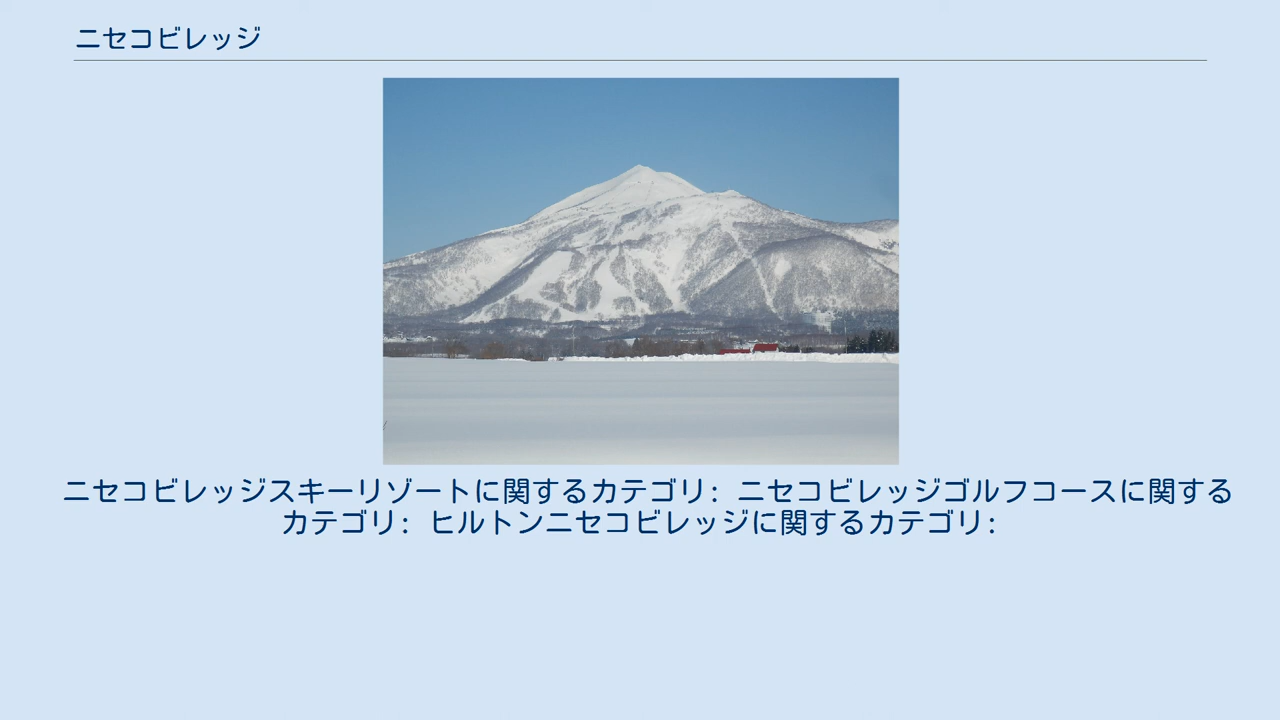 ニセコビレッジ
ニセコビレッジスキーリゾートに関するカテゴリ: ニセコビレッジゴルフコースに関する
カテゴリ: ヒルトンニセコビレッジに関するカテゴリ: